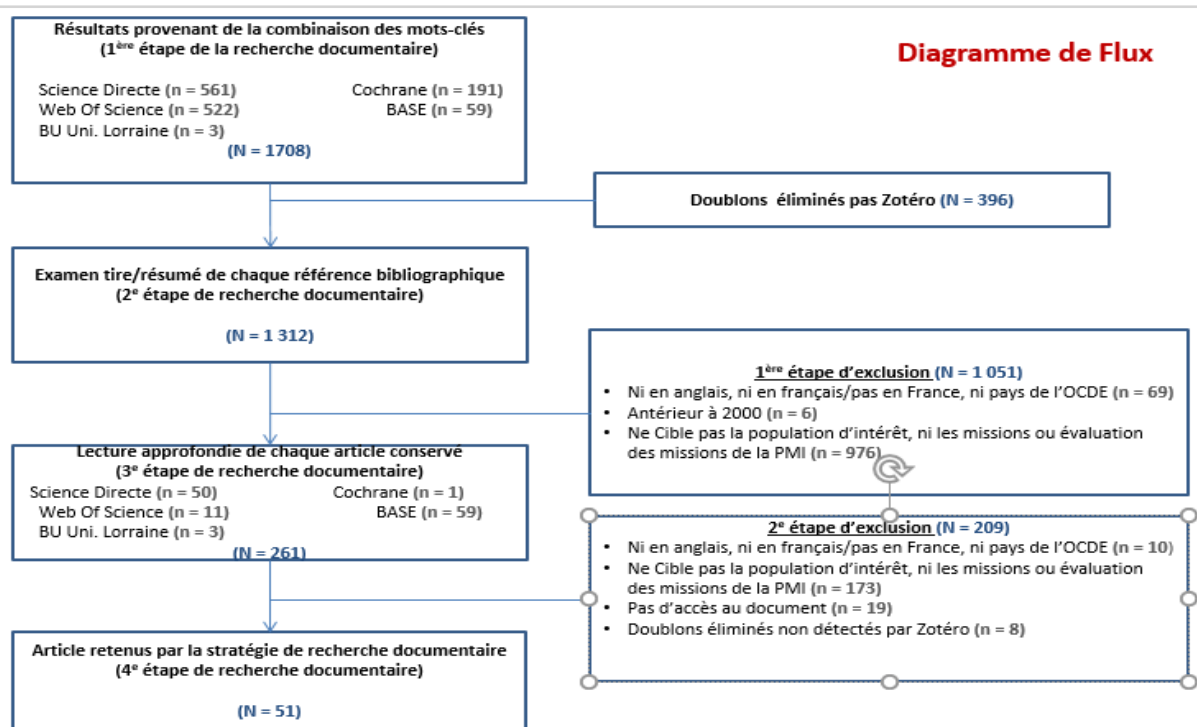 Diagramme de Flux
Résultats provenant de la combinaison des mots-clés
(1ère étape de la recherche documentaire)
Science Directe (n = 561) Cochrane (n = 191)
Web Of Science (n = 522) BASE (n = 59)
BU Uni. Lorraine (n = 3)
(N = 1708)
Doublons éliminés pas Zotéro (N = 396)
Examen tire/résumé de chaque référence bibliographique
(2e étape de recherche documentaire)
(N = 1 312)
1ère étape d'exclusion (N = 1 051)
• Ni en anglais, ni en français/pas en France, ni pays de l'OCDE (n = 69)
• Antérieur à 2000 (n = 6)
• Ne Cible pas la population d'intérêt, ni les missions ou évaluation
des missions de la PMI (n = 976)
Lecture approfondie de chaque article conservé
(3e étape de recherche documentaire)
Science Directe (n = 50) Cochrane (n = 1)
Web Of Science (n = 11) BASE (n = 59)
BU Uni. Lorraine (n = 3)
(N = 261)
2e étape d'exclusion (N = 209)
• Ni en anglais, ni en français/pas en France, ni pays de l'OCDE (n = 10)
• Ne Cible pas la population d'intérêt, ni les missions ou évaluation
des missions de la PMI (n = 173)
• Pas d'accès au document (n = 19)
• Doublons éliminés non détectés par Zotéro (n = 8)
Article retenus par la stratégie de recherche documentaire
(4e étape de recherche documentaire)
(N = 51)